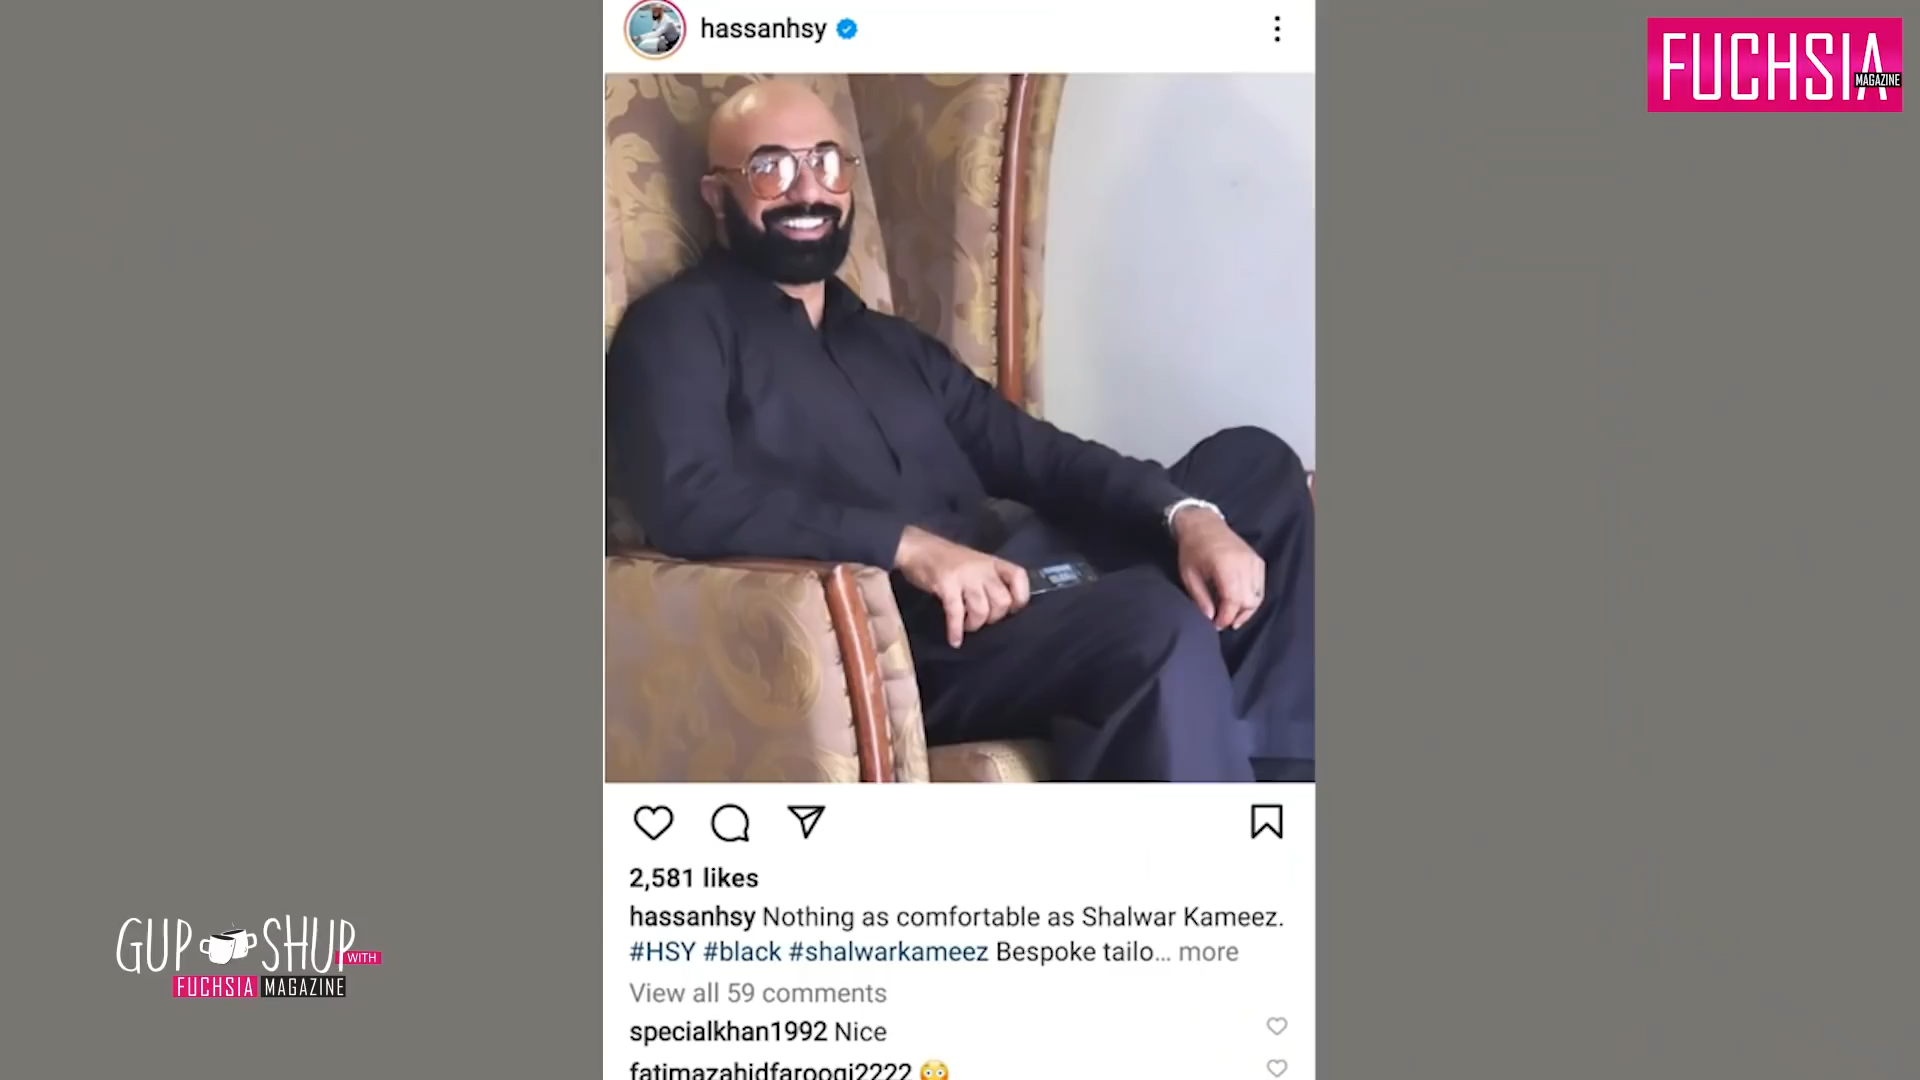 hassanhsy
FUCHSIA
MAGAZINE
2,581 likes
hassanhsy Nothing as comfortable as Shalwar Kameez.
#HSY #black #shalwarkameez Bespoke tailo... more
View all 59 comments
specialkhan1992 Nice
fatimazahidfarooqi2222 😳
GUP SHUP
WITH
FUCHSIA MAGAZINE